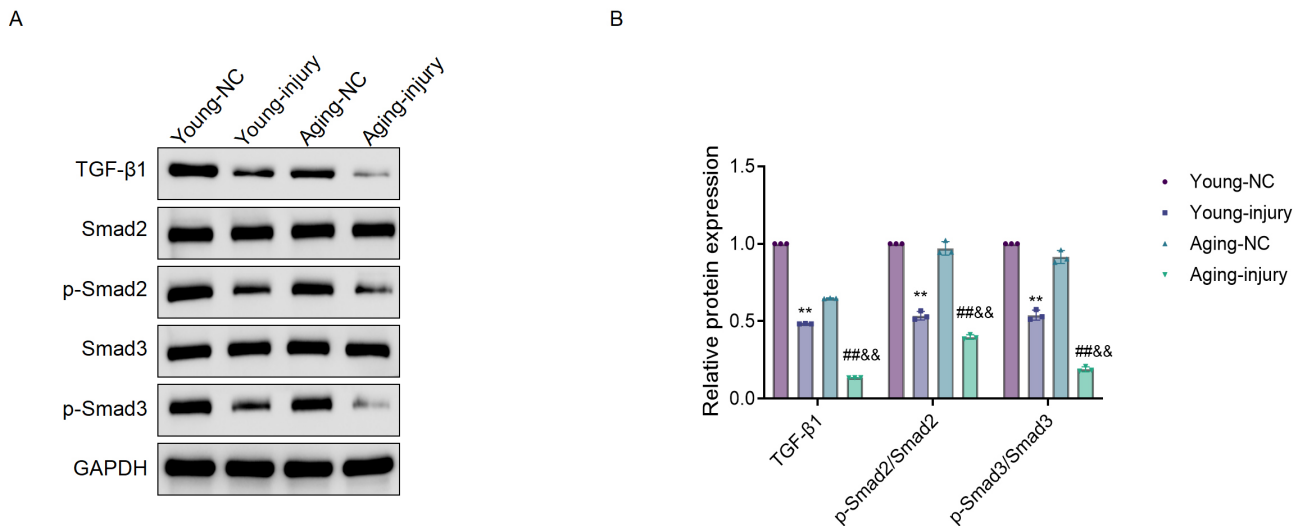 A
B
Young-NC
Young-injury
Aging-NC
Aging-injury
TGF-β1
Smad2
p-Smad2
Smad3
p-Smad3
GAPDH
Relative protein expression
1.5
1.0
0.5
0.0
**
##&&
**
##&&
**
##&&
TGF-β1
p-Smad2/Smad2
p-Smad3/Smad3
Young-NC
Young-injury
Aging-NC
Aging-injury